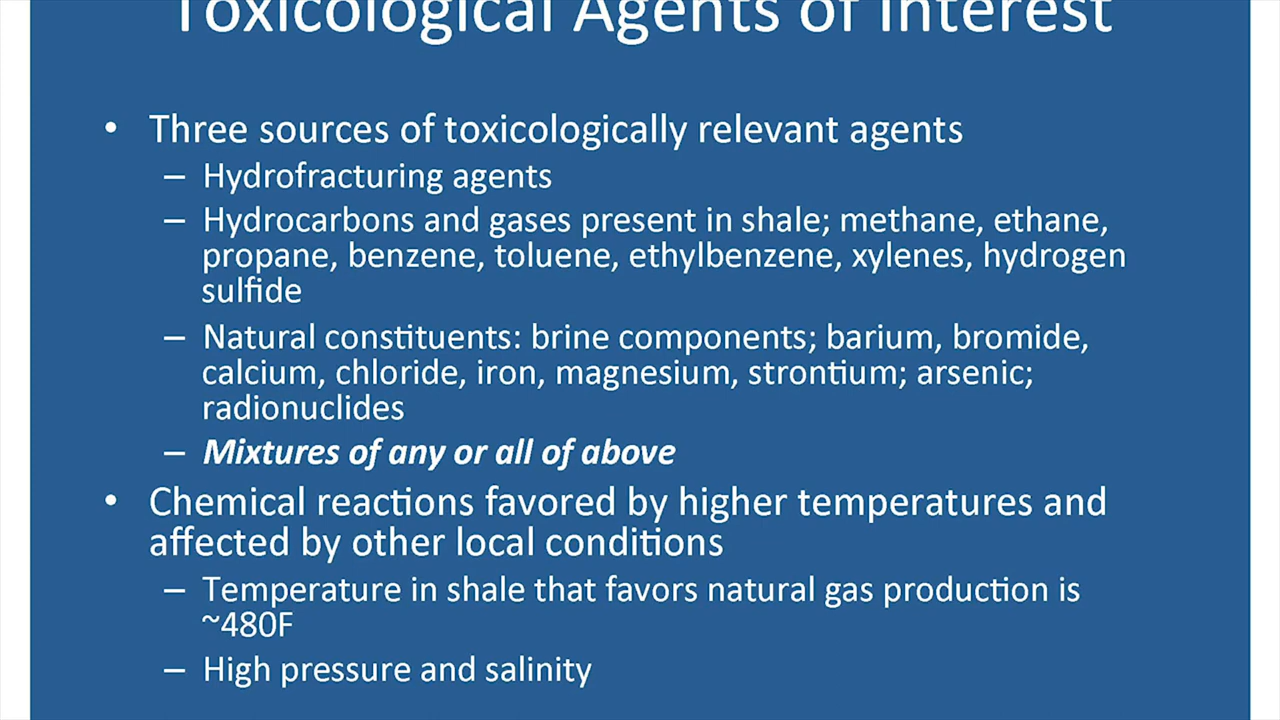 Toxicological Agents of Interest
• Three sources of toxicologically relevant agents
– Hydrofracturing agents
– Hydrocarbons and gases present in shale; methane, ethane,
propane, benzene, toluene, ethylbenzene, xylenes, hydrogen
sulfide
– Natural constituents: brine components; barium, bromide,
calcium, chloride, iron, magnesium, strontium; arsenic;
radionuclides
– Mixtures of any or all of above
• Chemical reactions favored by higher temperatures and
affected by other local conditions
– Temperature in shale that favors natural gas production is
~480F
– High pressure and salinity